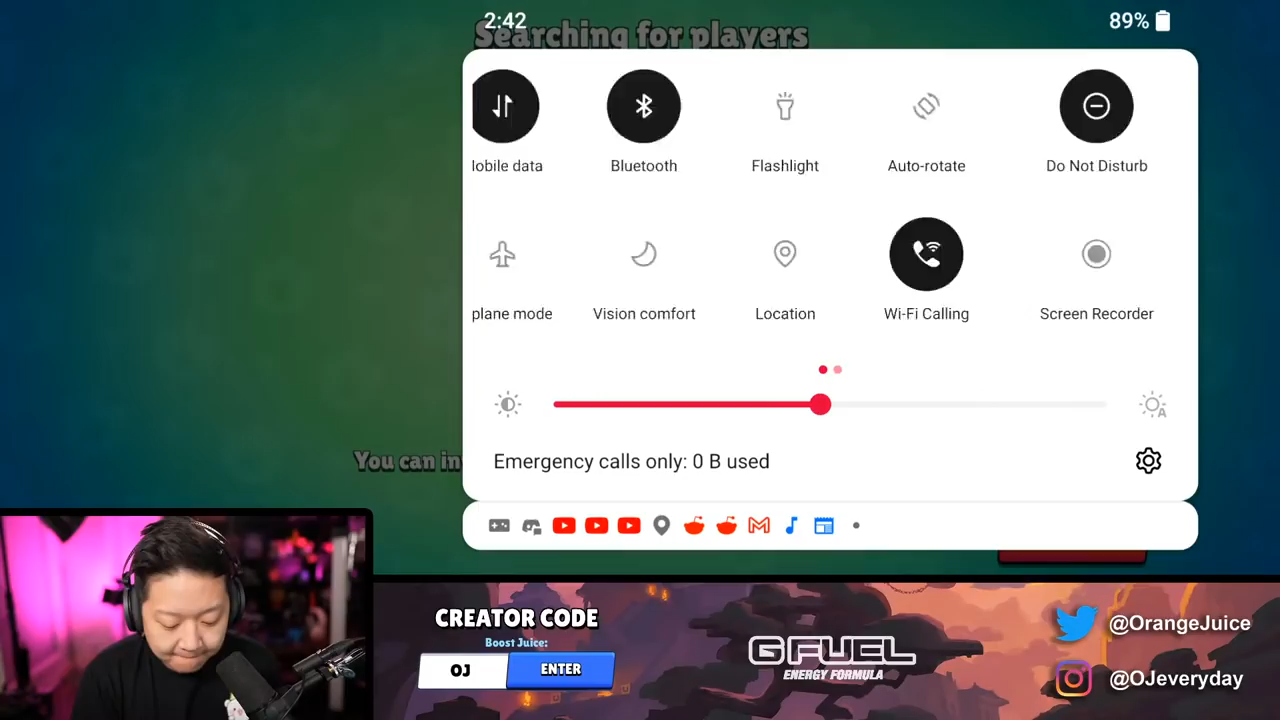 2:42
89%
Searching for players
lobile data
Bluetooth
Flashlight
Auto-rotate
Do Not Disturb
plane mode
Vision comfort
Location
Wi-Fi Calling
Screen Recorder
A
You can in
Emergency calls only: 0 B used
CREATOR CODE
Boost Juice:
OJ
ENTER
G FUEL
ENERGY FORMULA
@OrangeJuice
@OJeveryday